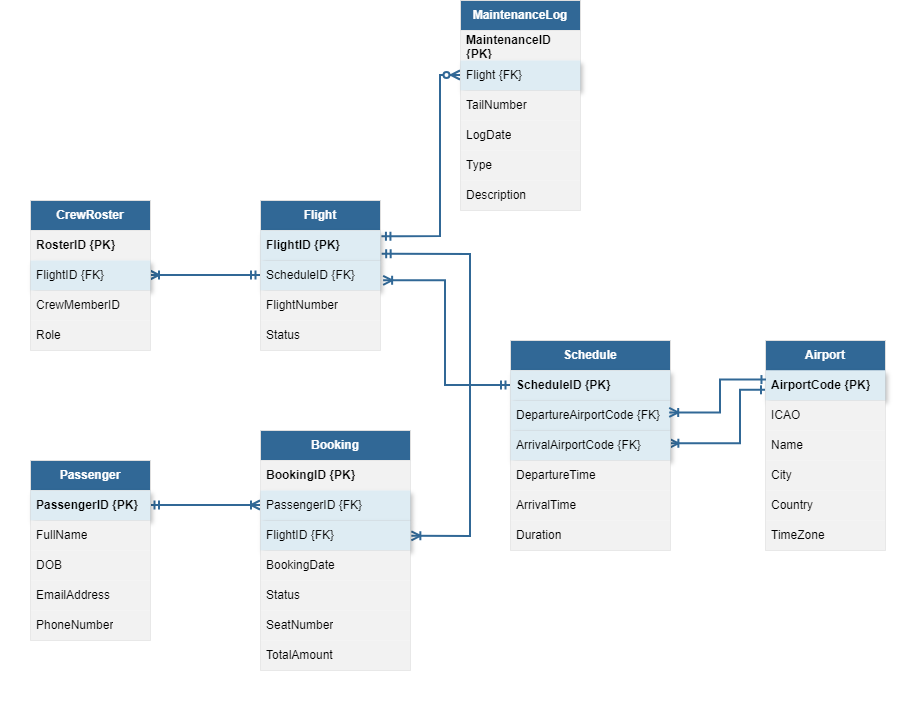 MaintenanceLog
MaintenanceID
{PK}
Flight {FK}
TailNumber
LogDate
Type
Description
CrewRoster
RosterID {PK}
FlightID {FK}
CrewMemberID
Role
Flight
FlightID {PK}
ScheduleID {FK}
FlightNumber
Status
Schedule
ScheduleID {PK}
DepartureAirportCode {FK}
ArrivalAirportCode {FK}
DepartureTime
ArrivalTime
Duration
Airport
AirportCode {PK}
ICAO
Name
City
Country
TimeZone
Passenger
PassengerID {PK}
FullName
DOB
EmailAddress
PhoneNumber
Booking
BookingID {PK}
PassengerID {FK}
FlightID {FK}
BookingDate
Status
SeatNumber
TotalAmount